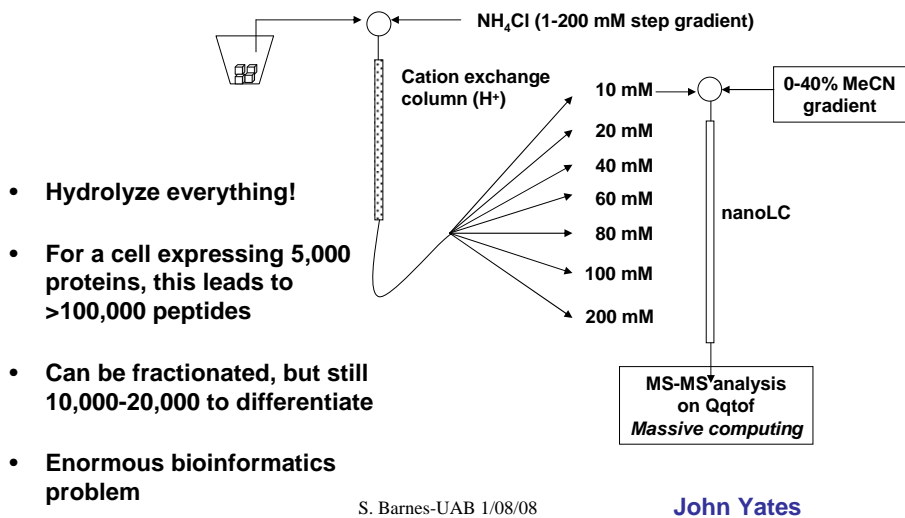 NH₄Cl (1-200 mM step gradient)
Cation exchange
column (H⁺)
10 mM
20 mM
40 mM
60 mM
80 mM
100 mM
200 mM
0-40% MeCN
gradient
nanoLC
MS-MS analysis
on Qqtof
Massive computing
• Hydrolyze everything!
• For a cell expressing 5,000
proteins, this leads to
>100,000 peptides
• Can be fractionated, but still
10,000-20,000 to differentiate
• Enormous bioinformatics
problem
S. Barnes-UAB 1/08/08
John Yates